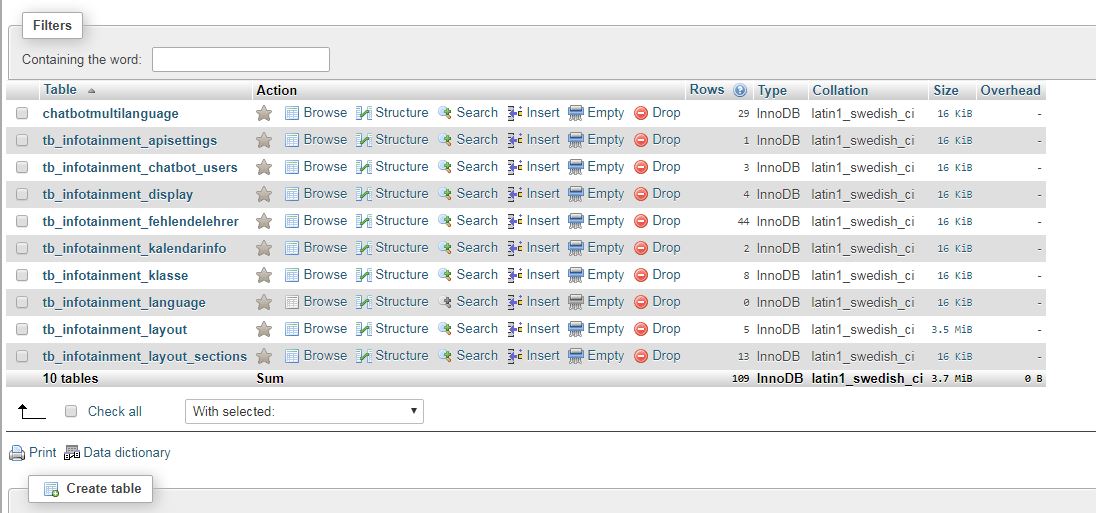 Filters
Containing the word:
Table Action Rows Type Collation Size Overhead
chatbotmultilanguage Browse Structure Search Insert Empty Drop 29 InnoDB latin1_swedish_ci 16 KiB -
tb_infotainment_apisettings Browse Structure Search Insert Empty Drop 1 InnoDB latin1_swedish_ci 16 KiB -
tb_infotainment_chatbot_users Browse Structure Search Insert Empty Drop 3 InnoDB latin1_swedish_ci 16 KiB -
tb_infotainment_display Browse Structure Search Insert Empty Drop 4 InnoDB latin1_swedish_ci 16 KiB -
tb_infotainment_fehlendelehrer Browse Structure Search Insert Empty Drop 44 InnoDB latin1_swedish_ci 16 KiB -
tb_infotainment_kalendarinfo Browse Structure Search Insert Empty Drop 2 InnoDB latin1_swedish_ci 16 KiB -
tb_infotainment_klasse Browse Structure Search Insert Empty Drop 8 InnoDB latin1_swedish_ci 16 KiB -
tb_infotainment_language Browse Structure Search Insert Empty Drop 0 InnoDB latin1_swedish_ci 16 KiB -
tb_infotainment_layout Browse Structure Search Insert Empty Drop 5 InnoDB latin1_swedish_ci 3.5 MiB -
tb_infotainment_layout_sections Browse Structure Search Insert Empty Drop 13 InnoDB latin1_swedish_ci 16 KiB -
10 tables Sum 109 InnoDB latin1_swedish_ci 3.7 MiB 0 B
Check all With selected:
Print Data dictionary
Create table